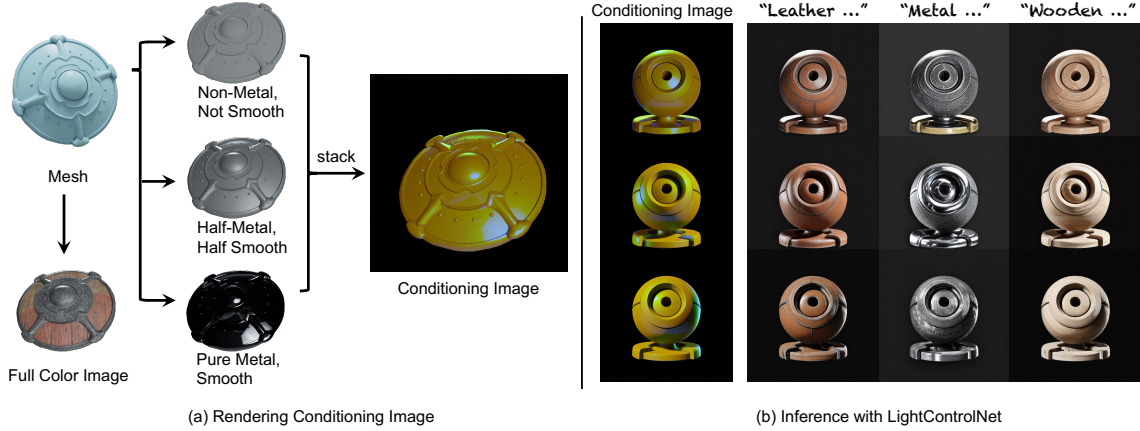 Mesh
Full Color Image
Non-Metal,
Not Smooth
Half-Metal,
Half Smooth
Pure Metal,
Smooth
stack
Conditioning Image
(a) Rendering Conditioning Image
Conditioning Image
“Leather ...”
“Metal ...”
“Wooden ...”
(b) Inference with LightControlNet